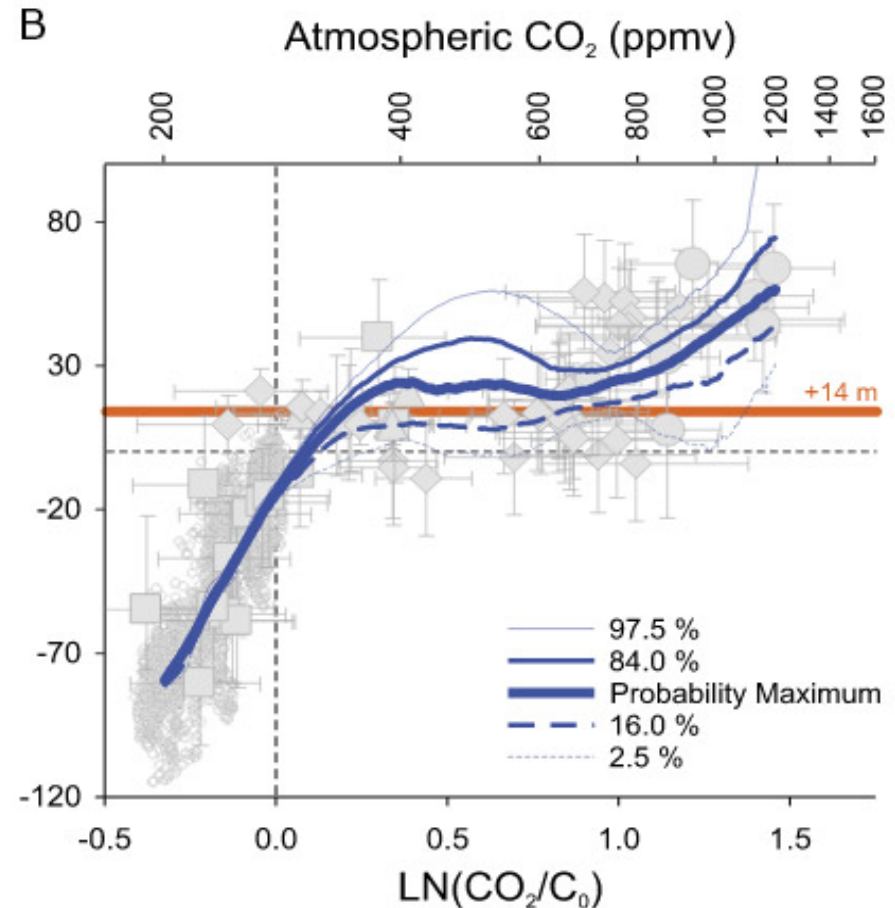 B
Atmospheric CO₂ (ppmv)
200 400 600 800 1000 1200 1400 1600
80
30
+14 m
-20
-70
-120
97.5 %
84.0 %
Probability Maximum
16.0 %
2.5 %
-0.5 0.0 0.5 1.0 1.5
LN(CO₂/C₀)